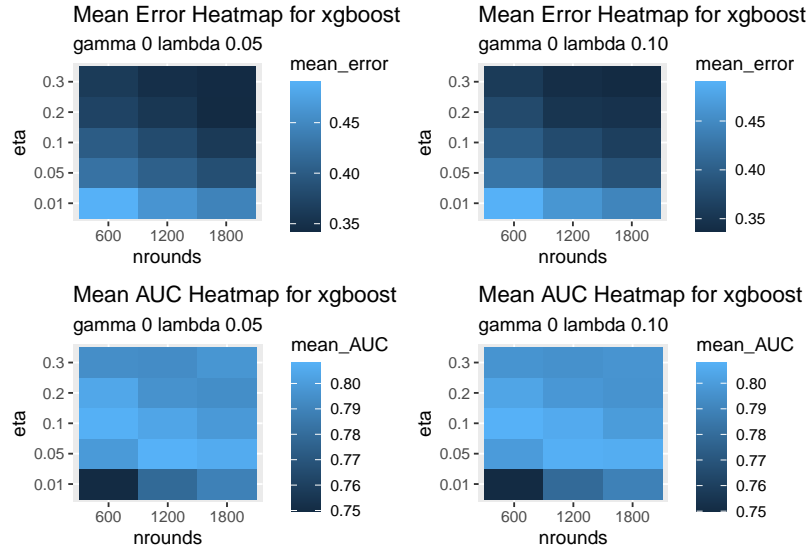 Mean Error Heatmap for xgboost
gamma 0 lambda 0.05
mean_error
0.45
0.40
0.35
eta
0.3
0.2
0.1
0.05
0.01
600 1200 1800
nrounds
Mean Error Heatmap for xgboost
gamma 0 lambda 0.10
mean_error
0.45
0.40
0.35
eta
0.3
0.2
0.1
0.05
0.01
600 1200 1800
nrounds
Mean AUC Heatmap for xgboost
gamma 0 lambda 0.05
mean_AUC
0.80
0.79
0.78
0.77
0.76
0.75
eta
0.3
0.2
0.1
0.05
0.01
600 1200 1800
nrounds
Mean AUC Heatmap for xgboost
gamma 0 lambda 0.10
mean_AUC
0.80
0.79
0.78
0.77
0.76
0.75
eta
0.3
0.2
0.1
0.05
0.01
600 1200 1800
nrounds